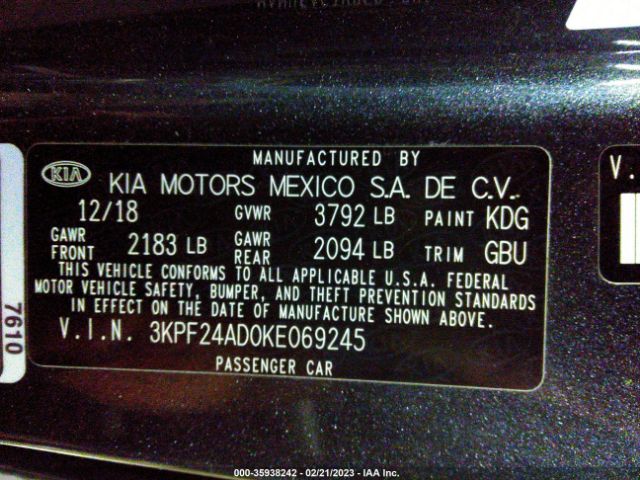 MANUFACTURED BY
KIA KIA MOTORS MEXICO S.A. DE C.V.
12/18 GVWR 3792 LB PAINT KDG
GAWR FRONT 2183 LB GAWR REAR 2094 LB TRIM GBU
THIS VEHICLE CONFORMS TO ALL APPLICABLE U.S.A. FEDERAL
MOTOR VEHICLE SAFETY, BUMPER, AND THEFT PREVENTION STANDARDS
IN EFFECT ON THE DATE OF MANUFACTURE SHOWN ABOVE.
V.I.N. 3KPF24AD0KE069245
PASSENGER CAR
7610
V.
000-35938242 - 02/21/2023 - IAA Inc.